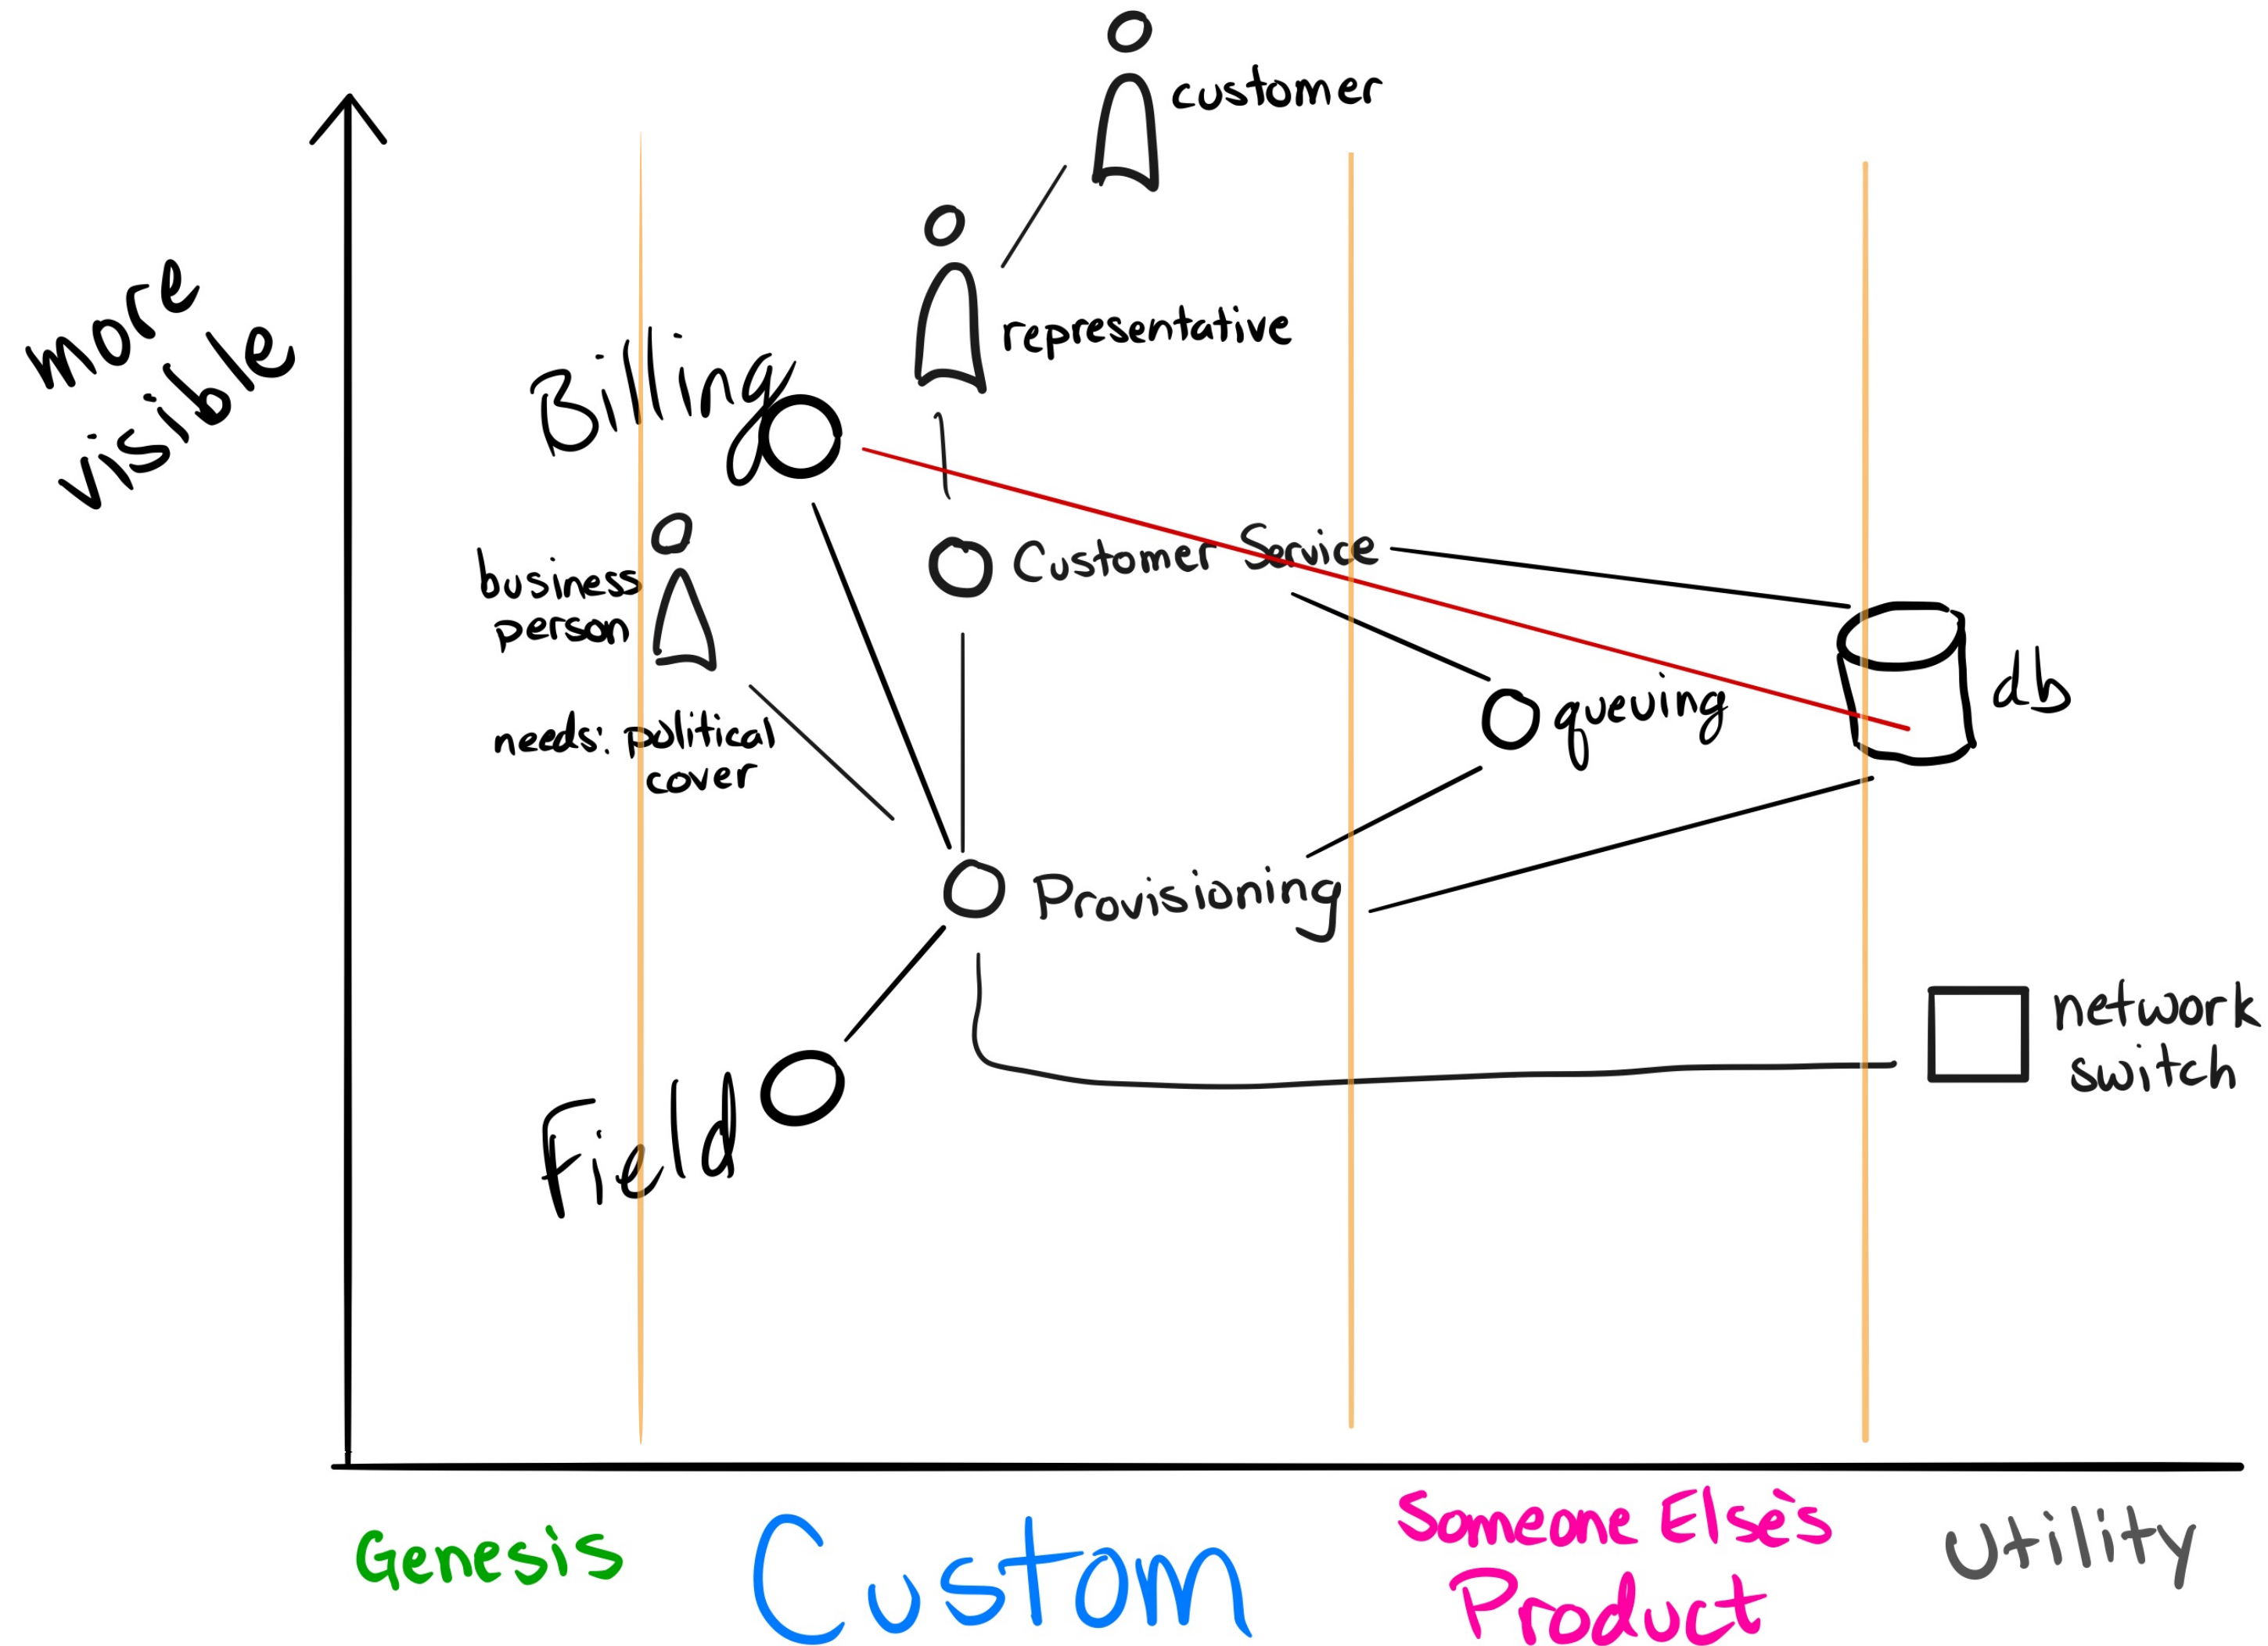 customer
more
visible
representative
Billing
business
person
Customer Service
needs: political
cover
queuing
db
Provisioning
network
switch
Field
Genesis
Custom
Someone Else's
Product
Utility